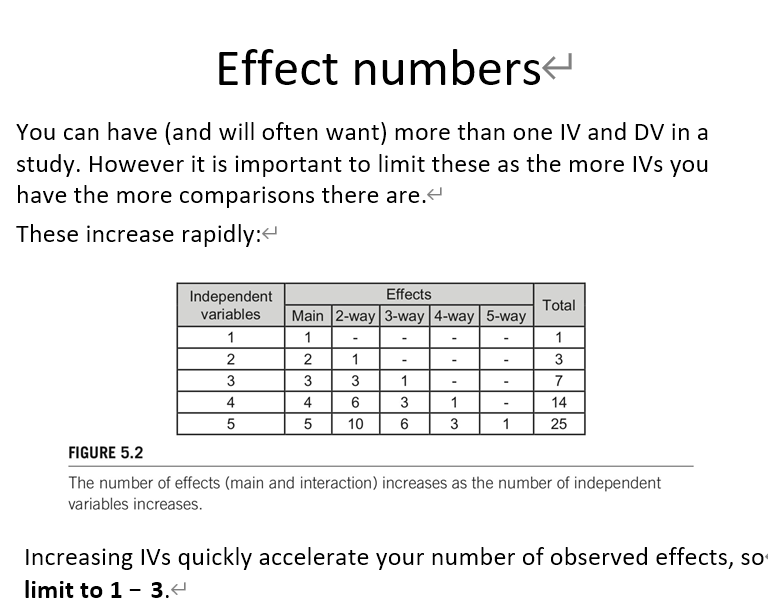 Effect numbers↵
You can have (and will often want) more than one IV and DV in a
study. However it is important to limit these as the more IVs you
have the more comparisons there are.↵
These increase rapidly:↵
Independent variables Effects Total
Main 2-way 3-way 4-way 5-way
1 1 - - - - 1
2 2 1 - - - 3
3 3 3 1 - - 7
4 4 6 3 1 - 14
5 5 10 6 3 1 25
FIGURE 5.2
The number of effects (main and interaction) increases as the number of independent
variables increases.
Increasing IVs quickly accelerate your number of observed effects, so
limit to 1 – 3.↵